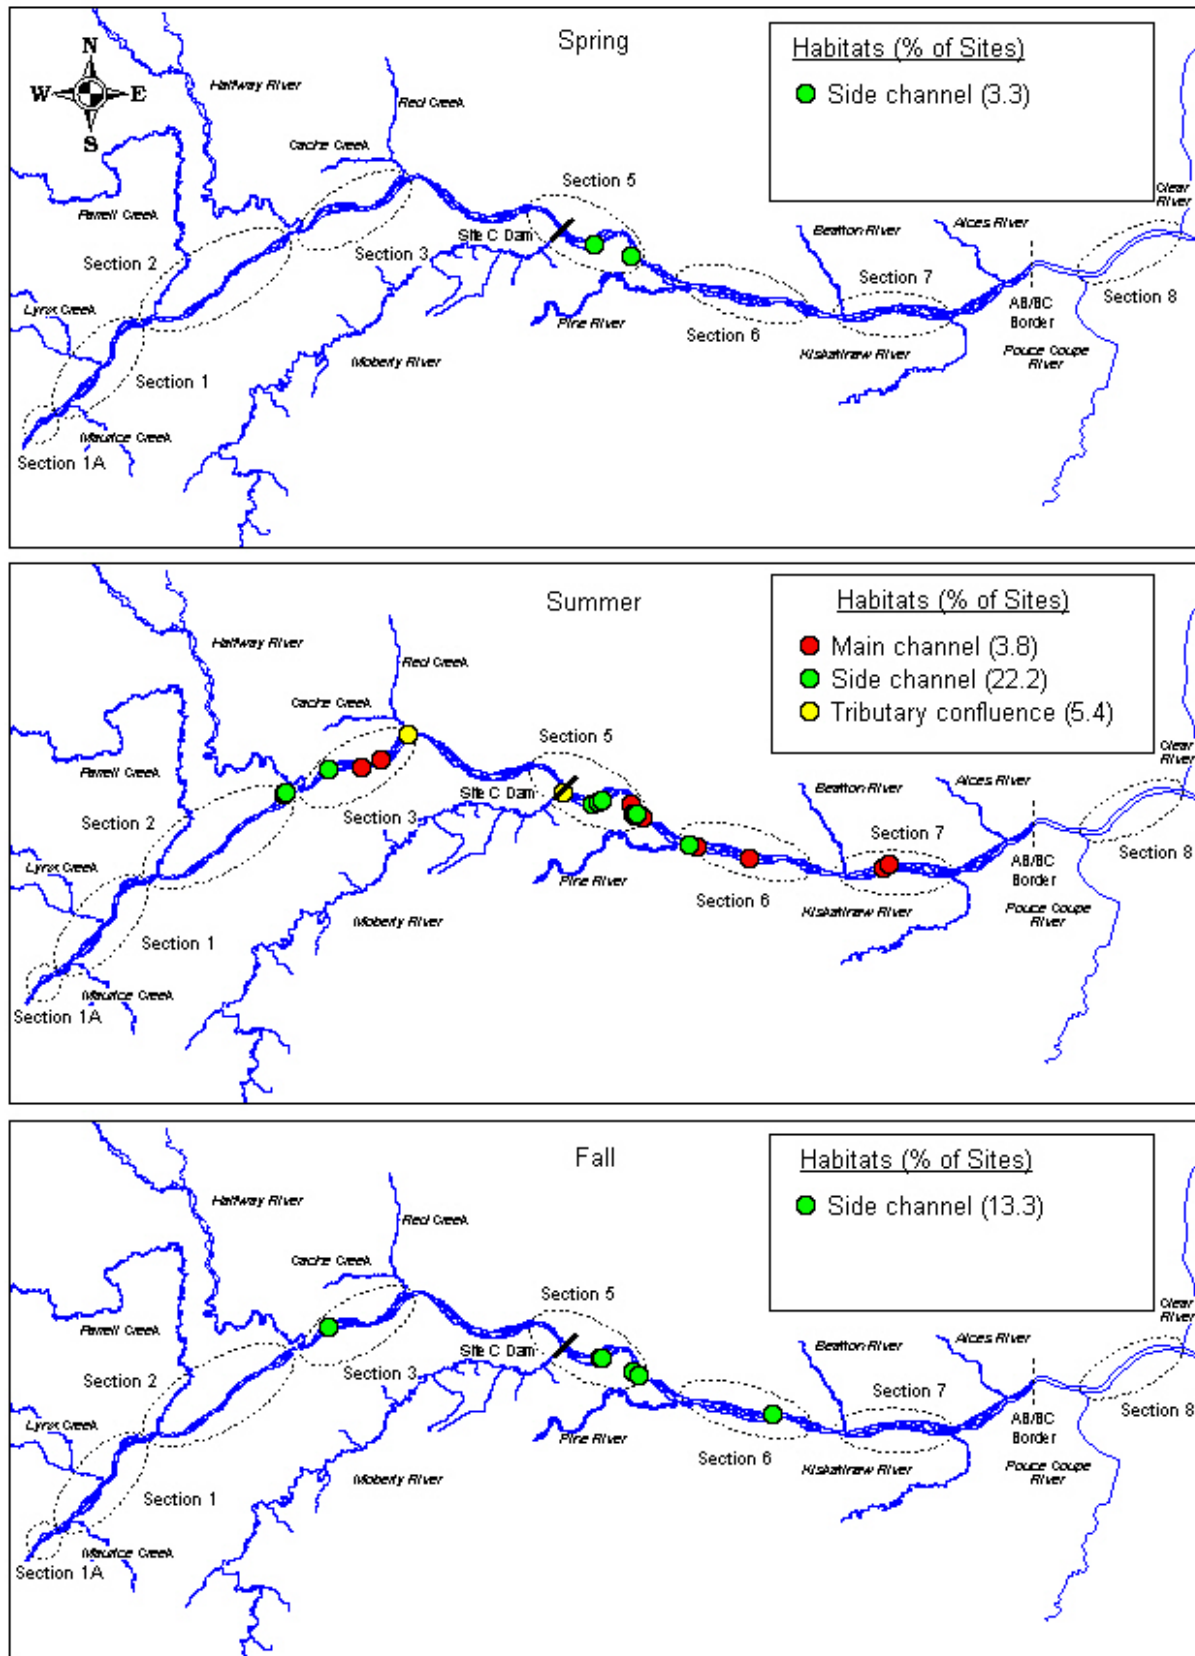 Spring
Habitats (% of Sites)
Side channel (3.3)
N
W
E
S
Halfway River
Red Creek
Cache Creek
Farrell Creek
Section 5
Site C Dam
Section 2
Section 3
Lynx Creek
Section 1
Maurice Creek
Section 1A
Moberly River
Pine River
Section 6
Beatton River
Section 7
Kiskatinaw River
Alces River
AB/BC
Border
Pouce Coupe
River
Clear
River
Section 8
Summer
Habitats (% of Sites)
Main channel (3.8)
Side channel (22.2)
Tributary confluence (5.4)
Halfway River
Red Creek
Cache Creek
Farrell Creek
Section 5
Site C Dam
Section 2
Section 3
Lynx Creek
Section 1
Maurice Creek
Section 1A
Moberly River
Pine River
Section 6
Beatton River
Section 7
Kiskatinaw River
Alces River
AB/BC
Border
Pouce Coupe
River
Clear
River
Section 8
Fall
Habitats (% of Sites)
Side channel (13.3)
Halfway River
Red Creek
Cache Creek
Farrell Creek
Section 5
Site C Dam
Section 2
Section 3
Lynx Creek
Section 1
Maurice Creek
Section 1A
Moberly River
Pine River
Section 6
Beatton River
Section 7
Kiskatinaw River
Alces River
AB/BC
Border
Pouce Coupe
River
Clear
River
Section 8